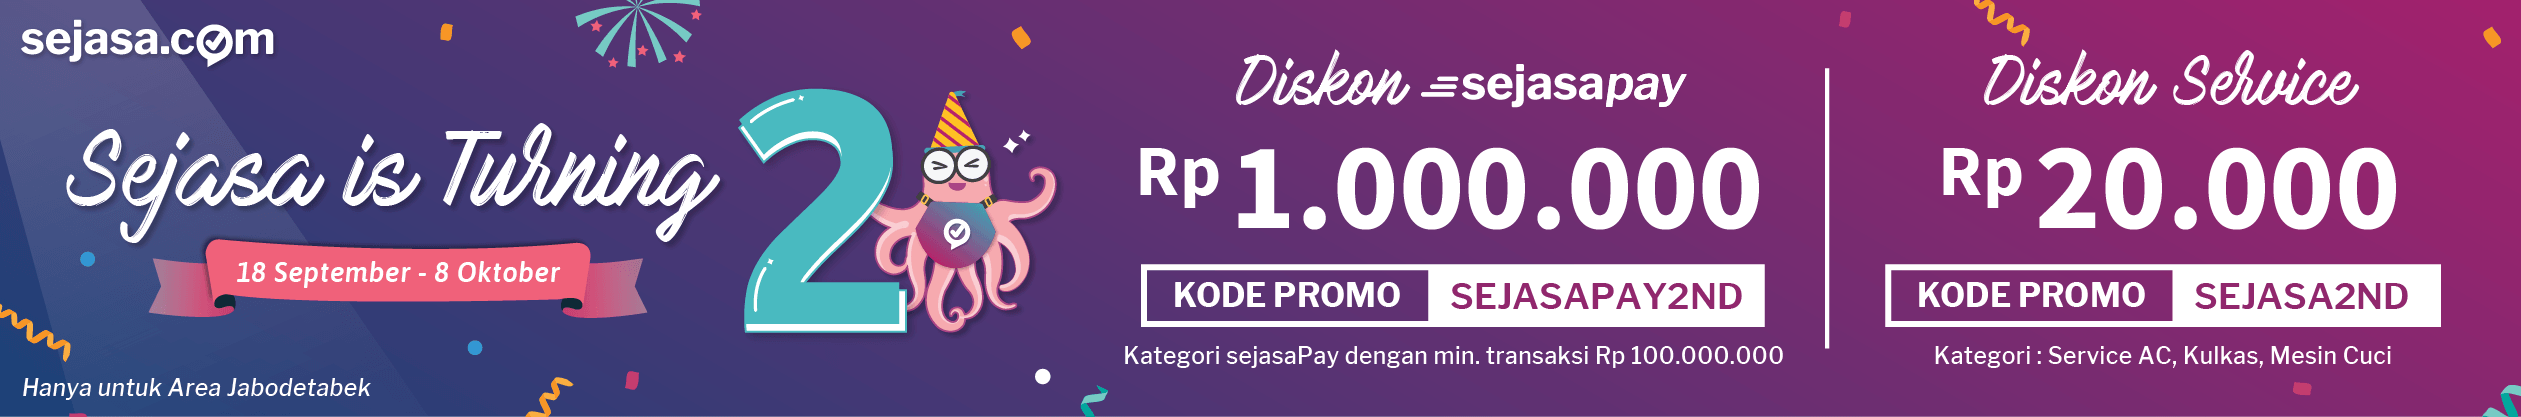 sejasa.com
Sejasa is Turning
2
18 September - 8 Oktober
Hanya untuk Area Jabodetabek
Diskon sejasapay
Rp 1.000.000
KODE PROMO SEJASAPAY2ND
Kategori sejasaPay dengan min. transaksi Rp 100.000.000
Diskon Service
Rp 20.000
KODE PROMO SEJASA2ND
Kategori : Service AC, Kulkas, Mesin Cuci